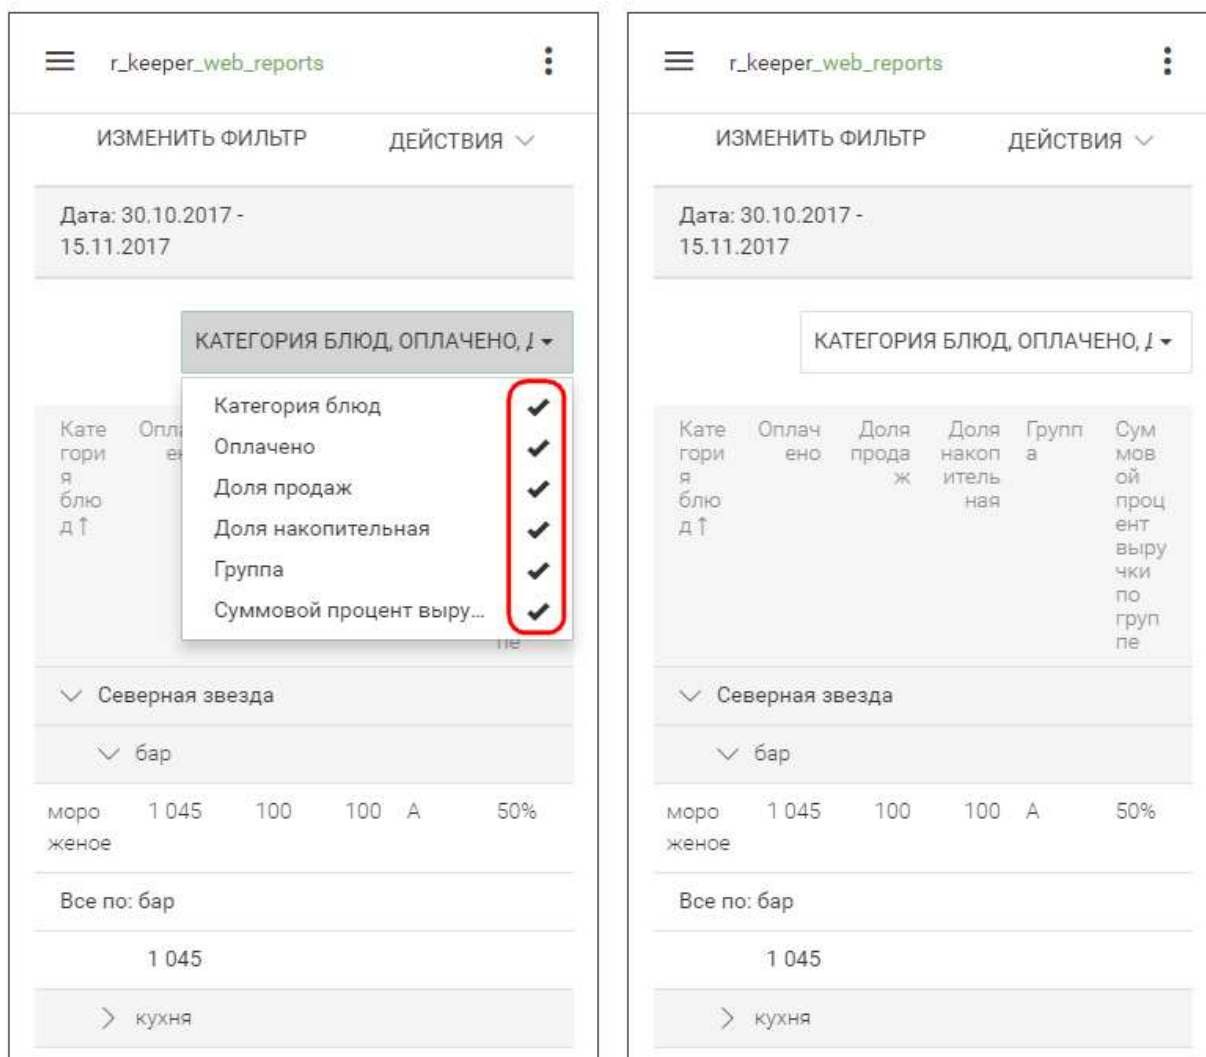 r_keeper_web_reports
ИЗМЕНИТЬ ФИЛЬТР ДЕЙСТВИЯ
Дата: 30.10.2017 -
15.11.2017
КАТЕГОРИЯ БЛЮД, ОПЛАЧЕНО,
Категория блюд
Оплачено
Доля продаж
Доля накопительная
Группа
Суммовой процент выру...
Кате
гори
я
блю
д↑
пе
Северная звезда
бар
моро 1 045 100 100 A 50%
женое
Все по: бар
1 045
кухня
r_keeper_web_reports
ИЗМЕНИТЬ ФИЛЬТР ДЕЙСТВИЯ
Дата: 30.10.2017 -
15.11.2017
КАТЕГОРИЯ БЛЮД, ОПЛАЧЕНО,
Кате Оплач Доля Доля Групп Сум
гори ено прода накоп а мов
я ж итель ой
блю ная проц
д↑ ент
выру
чки
по
груп
пе
Северная звезда
бар
моро 1 045 100 100 A 50%
женое
Все по: бар
1 045
кухня